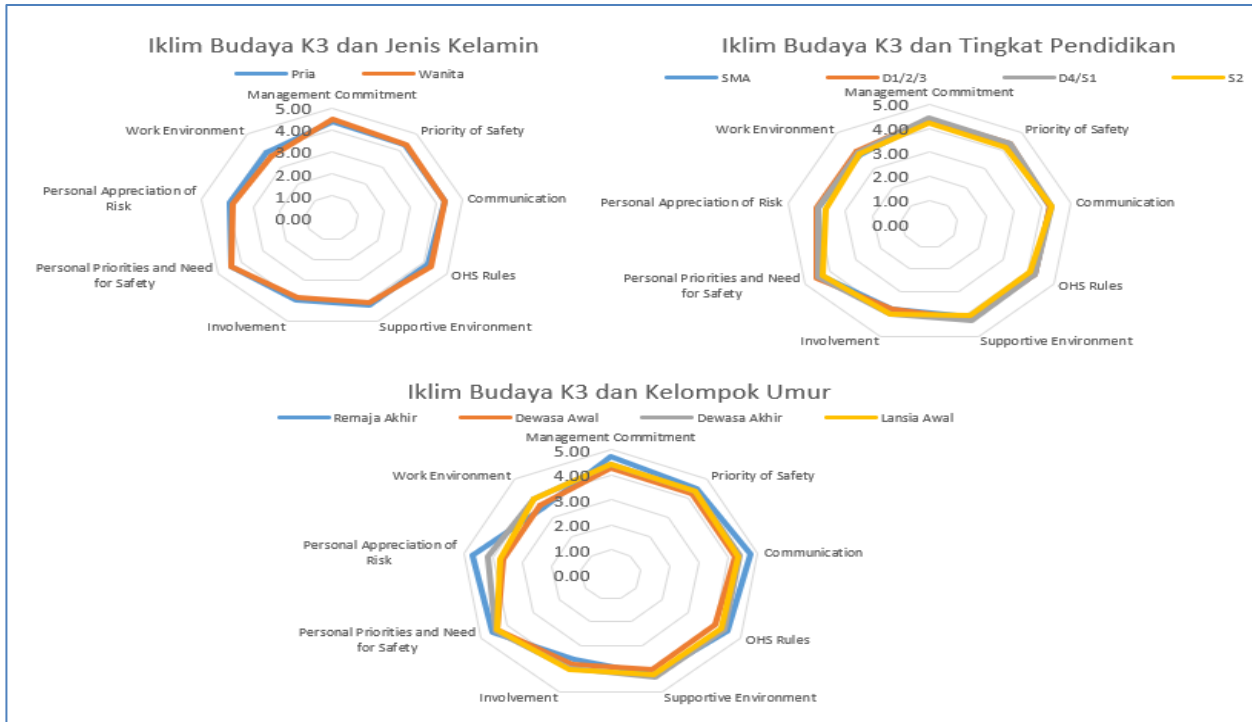 Iklim Budaya K3 dan Jenis Kelamin
Pria
Wanita
Management Commitment
Priority of Safety
Communication
OHS Rules
Supportive Environment
Involvement
Personal Priorities and Need
for Safety
Personal Appreciation of
Risk
Work Environment
5.00
4.00
3.00
2.00
1.00
0.00
Iklim Budaya K3 dan Tingkat Pendidikan
SMA
D1/2/3
D4/S1
S2
Management Commitment
Priority of Safety
Communication
OHS Rules
Supportive Environment
Involvement
Personal Priorities and Need
for Safety
Personal Appreciation of Risk
Work Environment
5.00
4.00
3.00
2.00
1.00
0.00
Iklim Budaya K3 dan Kelompok Umur
Remaja Akhir
Dewasa Awal
Dewasa Akhir
Lansia Awal
Management Commitment
Priority of Safety
Communication
OHS Rules
Supportive Environment
Involvement
Personal Priorities and Need
for Safety
Personal Appreciation of
Risk
Work Environment
5.00
4.00
3.00
2.00
1.00
0.00